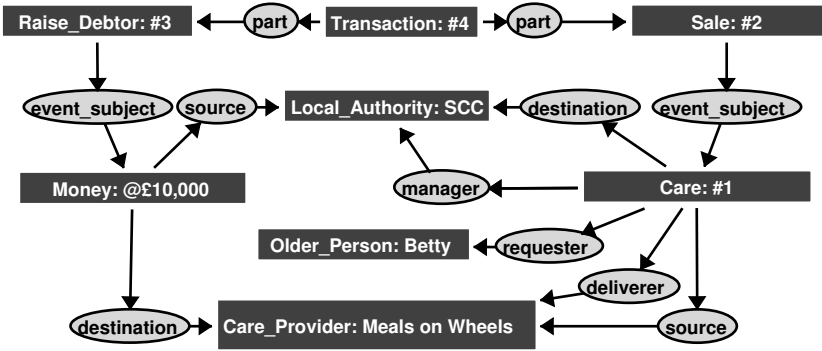 Raise_Debtor: #3
part
Transaction: #4
part
Sale: #2
event_subject
source
Local_Authority: SCC
destination
event_subject
Money: @£10,000
manager
Care: #1
Older_Person: Betty
requester
deliverer
destination
Care_Provider: Meals on Wheels
source